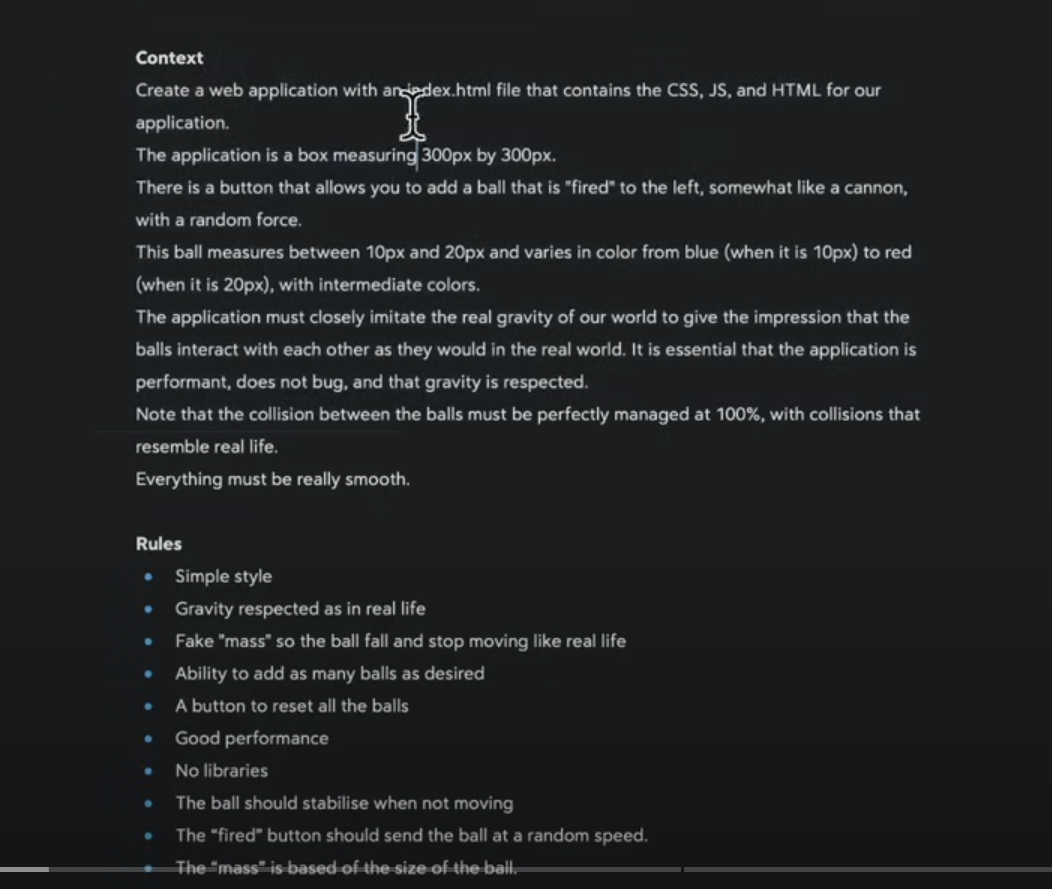 Context
Create a web application with an index.html file that contains the CSS, JS, and HTML for our
application.
The application is a box measuring 300px by 300px.
There is a button that allows you to add a ball that is "fired" to the left, somewhat like a cannon,
with a random force.
This ball measures between 10px and 20px and varies in color from blue (when it is 10px) to red
(when it is 20px), with intermediate colors.
The application must closely imitate the real gravity of our world to give the impression that the
balls interact with each other as they would in the real world. It is essential that the application is
performant, does not bug, and that gravity is respected.
Note that the collision between the balls must be perfectly managed at 100%, with collisions that
resemble real life.
Everything must be really smooth.
Rules
• Simple style
• Gravity respected as in real life
• Fake "mass" so the ball fall and stop moving like real life
• Ability to add as many balls as desired
• A button to reset all the balls
• Good performance
• No libraries
• The ball should stabilise when not moving
• The “fired” button should send the ball at a random speed.
• The “mass” is based of the size of the ball.